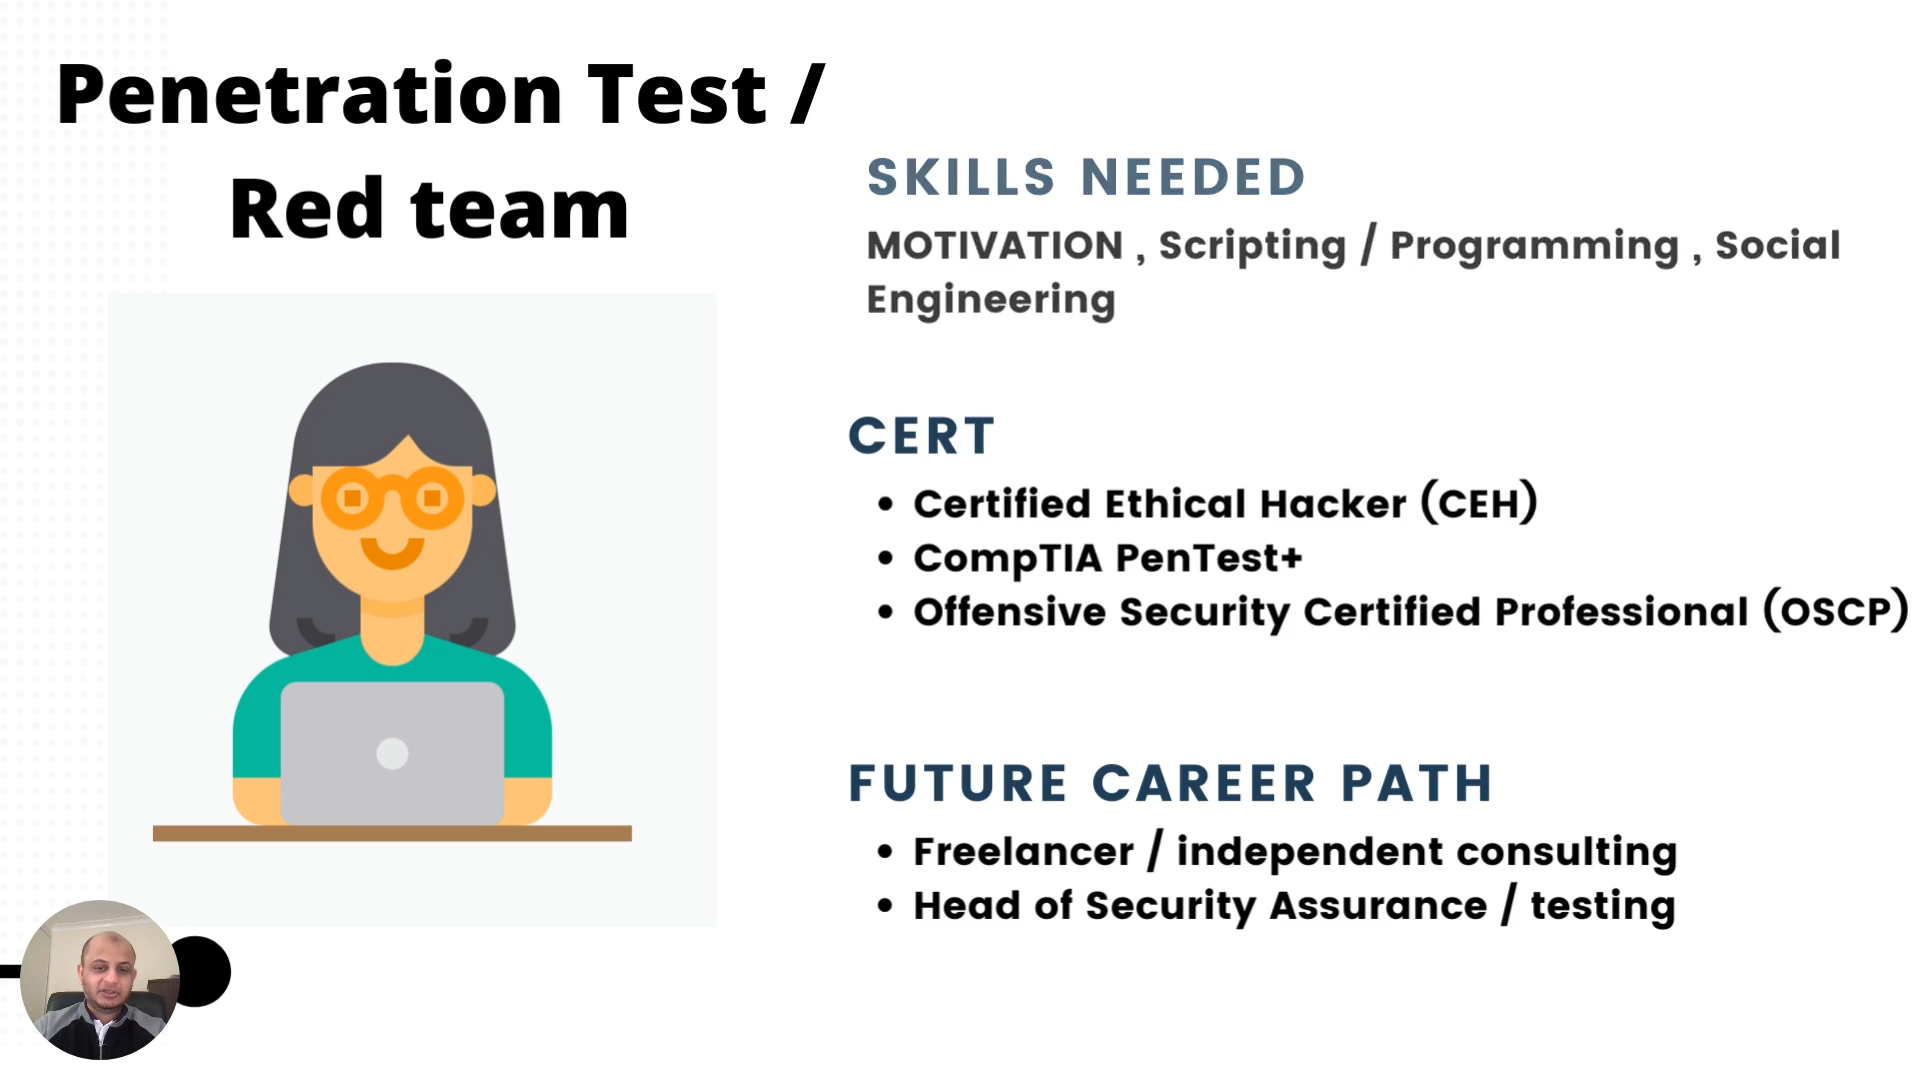 Penetration Test /
Red team
SKILLS NEEDED
MOTIVATION , Scripting / Programming , Social
Engineering
CERT
• Certified Ethical Hacker (CEH)
• CompTIA PenTest+
• Offensive Security Certified Professional (OSCP)
FUTURE CAREER PATH
• Freelancer / independent consulting
• Head of Security Assurance / testing